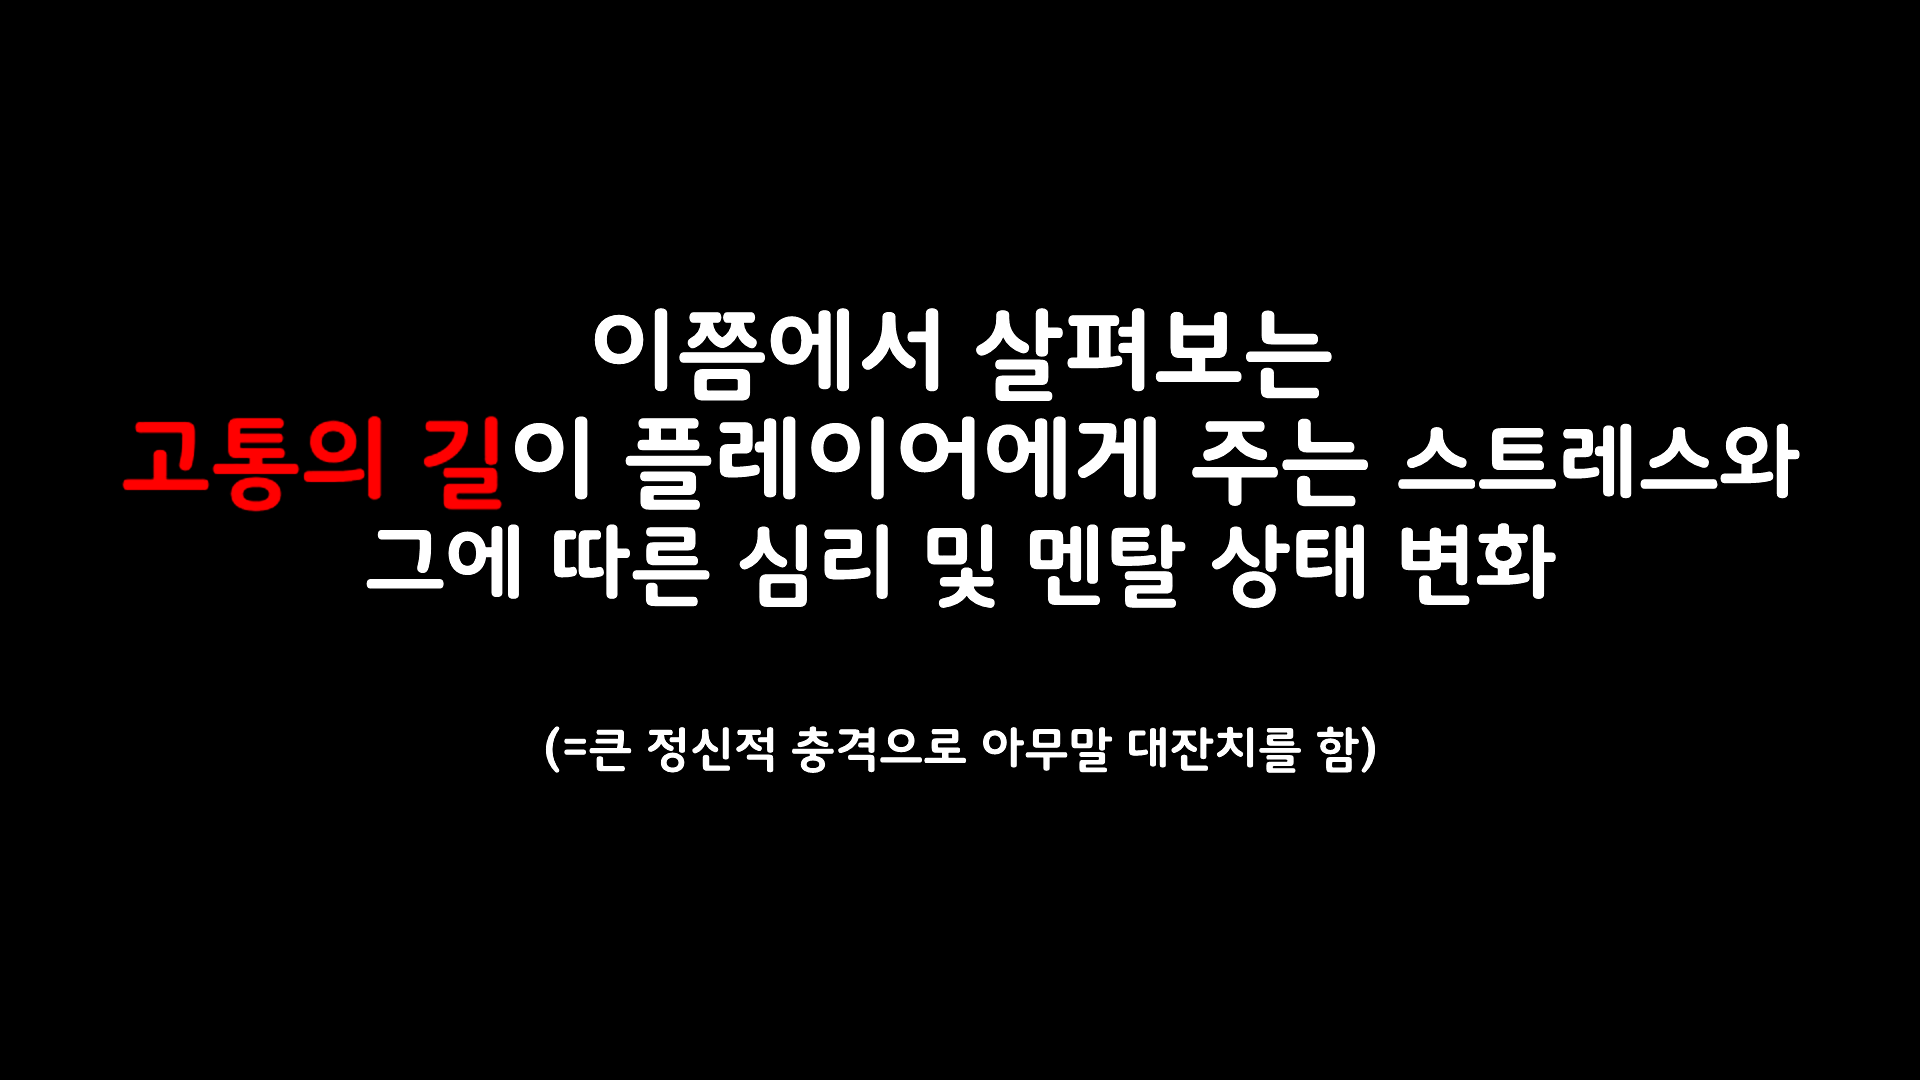 이쯤에서 살펴보는
고통의 길이 플레이어에게 주는 스트레스와
그에 따른 심리 및 멘탈 상태 변화
(=큰 정신적 충격으로 아무말 대잔치를 함)